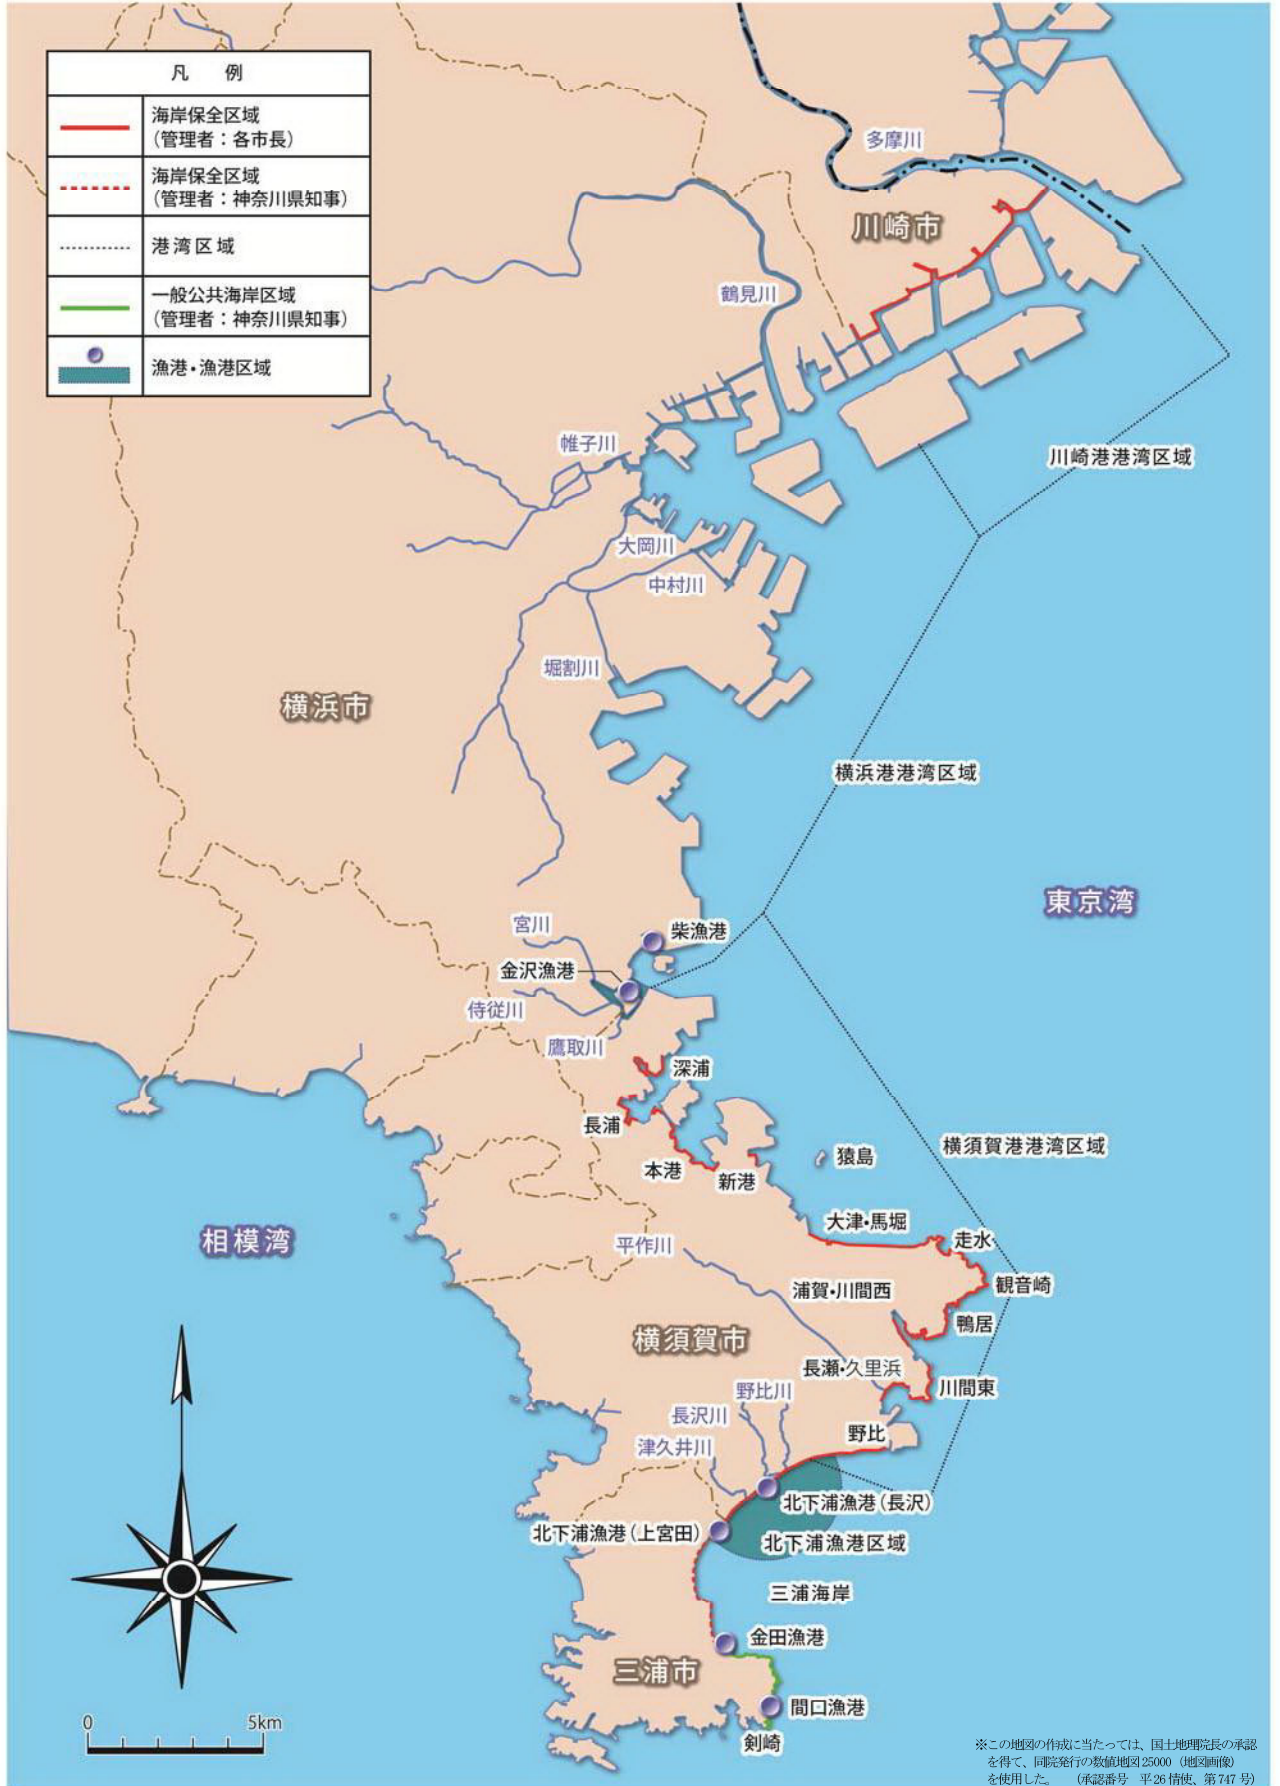 凡　例
海岸保全区域
（管理者：各市長）
海岸保全区域
（管理者：神奈川県知事）
港湾区域
一般公共海岸区域
（管理者：神奈川県知事）
漁港・漁港区域
多摩川
川崎市
鶴見川
帷子川
川崎港港湾区域
大岡川
中村川
堀割川
横浜市
横浜港港湾区域
東京湾
宮川
柴漁港
金沢漁港
侍従川
鷹取川
深浦
長浦
横須賀港港湾区域
猿島
本港
新港
大津・馬堀
走水
相模湾
平作川
観音崎
浦賀・川間西
鴨居
横須賀市
長瀬・久里浜
川間東
野比川
長沢川
野比
津久井川
北下浦漁港（長沢）
北下浦漁港（上宮田）
北下浦漁港区域
三浦海岸
金田漁港
三浦市
間口漁港
剣崎
0 5km
※この地図の作成に当たっては、国土地理院長の承認
を得て、同院発行の数値地図25000（地図画像）
を使用した。　（承認番号　平26情使、第747号）